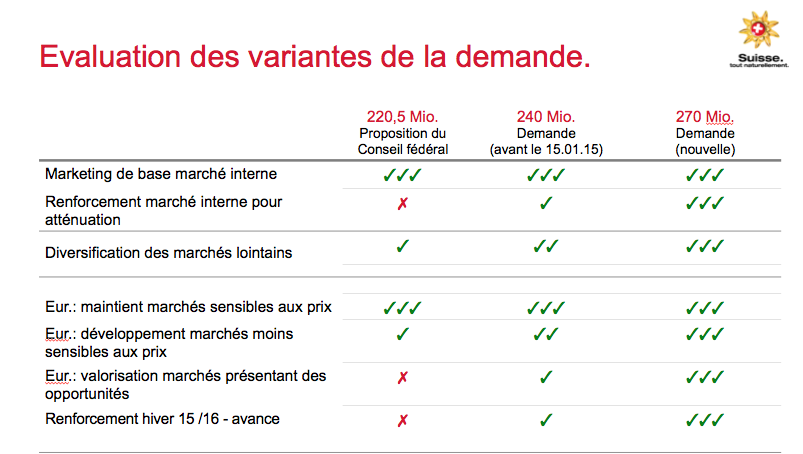 Evaluation des variantes de la demande.
Suisse.
tout naturellement.
220,5 Mio.
Proposition du
Conseil fédéral
240 Mio.
Demande
(avant le 15.01.15)
270 Mio.
Demande
(nouvelle)
Marketing de base marché interne ✓✓✓ ✓✓✓ ✓✓✓
Renforcement marché interne pour
atténuation ✗ ✓ ✓✓✓
Diversification des marchés lointains ✓ ✓✓ ✓✓✓
Eur.: maintient marchés sensibles aux prix ✓✓✓ ✓✓✓ ✓✓✓
Eur.: développement marchés moins
sensibles aux prix ✓ ✓✓ ✓✓✓
Eur.: valorisation marchés présentant des
opportunités ✗ ✓ ✓✓✓
Renforcement hiver 15 /16 - avance ✗ ✓ ✓✓✓